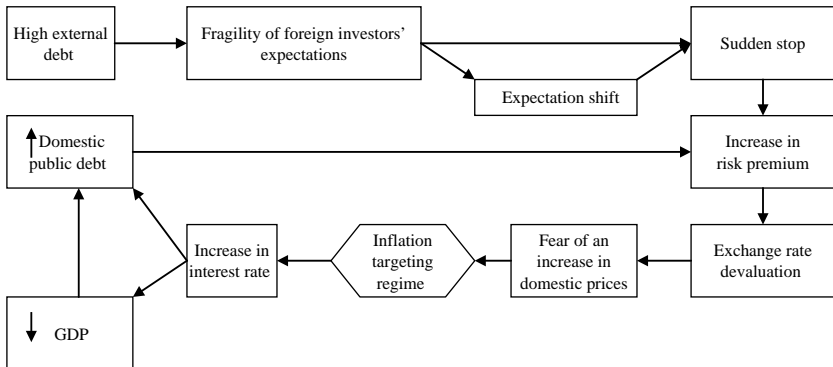 High external
debt
Fragility of foreign investors’
expectations
Sudden stop
Expectation shift
Domestic
public debt
Increase in
risk premium
Increase in
interest rate
Inflation
targeting
regime
Fear of an
increase in
domestic prices
Exchange rate
devaluation
GDP